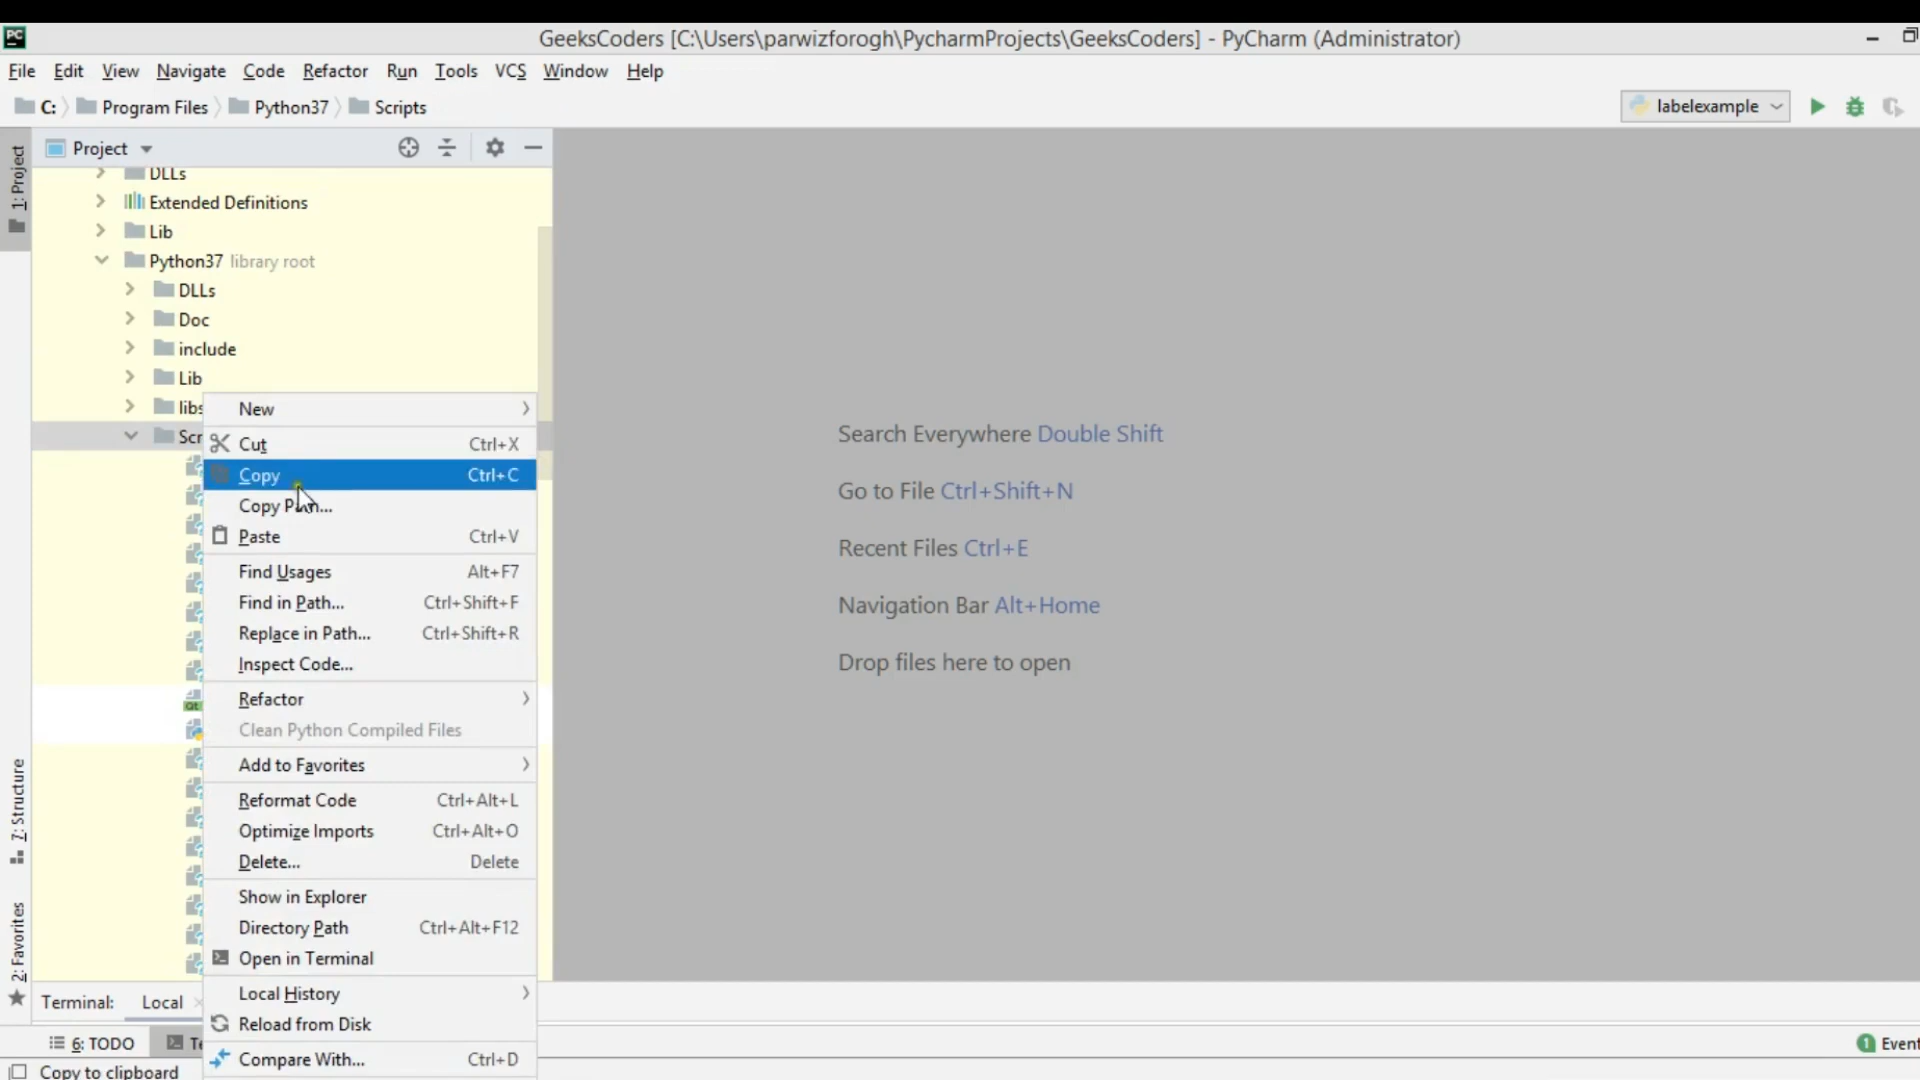 PC GeeksCoders [C:\Users\parwizforogh\PycharmProjects\GeeksCoders] - PyCharm (Administrator)
File Edit View Navigate Code Refactor Run Tools VCS Window Help
C: Program Files Python37 Scripts labelexample
Project
1: Project
DLLs
Extended Definitions
Lib
Python37 library root
DLLs
Doc
include
Lib
libs
Scr
New
Cut Ctrl+X
Copy Ctrl+C
Copy P...
Paste Ctrl+V
Find Usages Alt+F7
Find in Path... Ctrl+Shift+F
Replace in Path... Ctrl+Shift+R
Inspect Code...
Refactor
Clean Python Compiled Files
Add to Favorites
Reformat Code Ctrl+Alt+L
Optimize Imports Ctrl+Alt+O
Delete... Delete
Show in Explorer
Directory Path Ctrl+Alt+F12
Open in Terminal
Local History
Reload from Disk
Compare With... Ctrl+D
Search Everywhere Double Shift
Go to File Ctrl+Shift+N
Recent Files Ctrl+E
Navigation Bar Alt+Home
Drop files here to open
7: Structure
2: Favorites
Terminal: Local
6: TODO Te
1 Event
Copy to clipboard